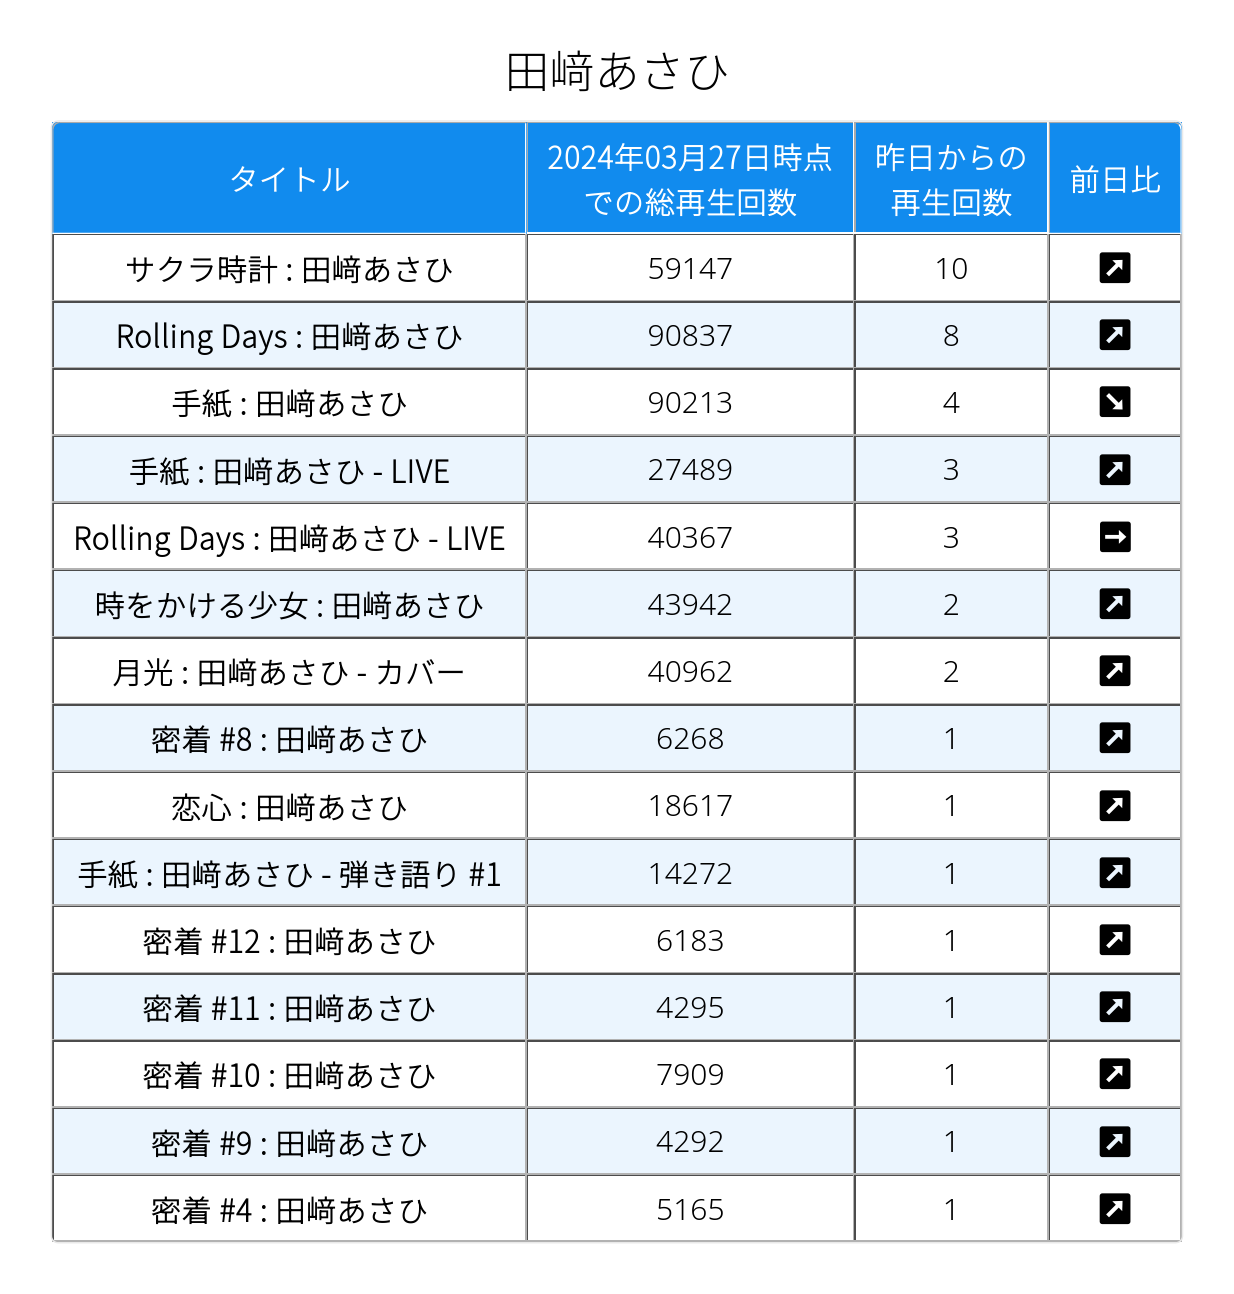 田﨑あさひ
タイトル 2024年03月27日時点での総再生回数 昨日からの再生回数 前日比
サクラ時計 : 田﨑あさひ 59147 10 ↗
Rolling Days : 田﨑あさひ 90837 8 ↗
手紙 : 田﨑あさひ 90213 4 ↘
手紙 : 田﨑あさひ - LIVE 27489 3 ↗
Rolling Days : 田﨑あさひ - LIVE 40367 3 →
時をかける少女 : 田﨑あさひ 43942 2 ↗
月光 : 田﨑あさひ - カバー 40962 2 ↗
密着 #8 : 田﨑あさひ 6268 1 ↗
恋心 : 田﨑あさひ 18617 1 ↗
手紙 : 田﨑あさひ - 弾き語り #1 14272 1 ↗
密着 #12 : 田﨑あさひ 6183 1 ↗
密着 #11 : 田﨑あさひ 4295 1 ↗
密着 #10 : 田﨑あさひ 7909 1 ↗
密着 #9 : 田﨑あさひ 4292 1 ↗
密着 #4 : 田﨑あさひ 5165 1 ↗